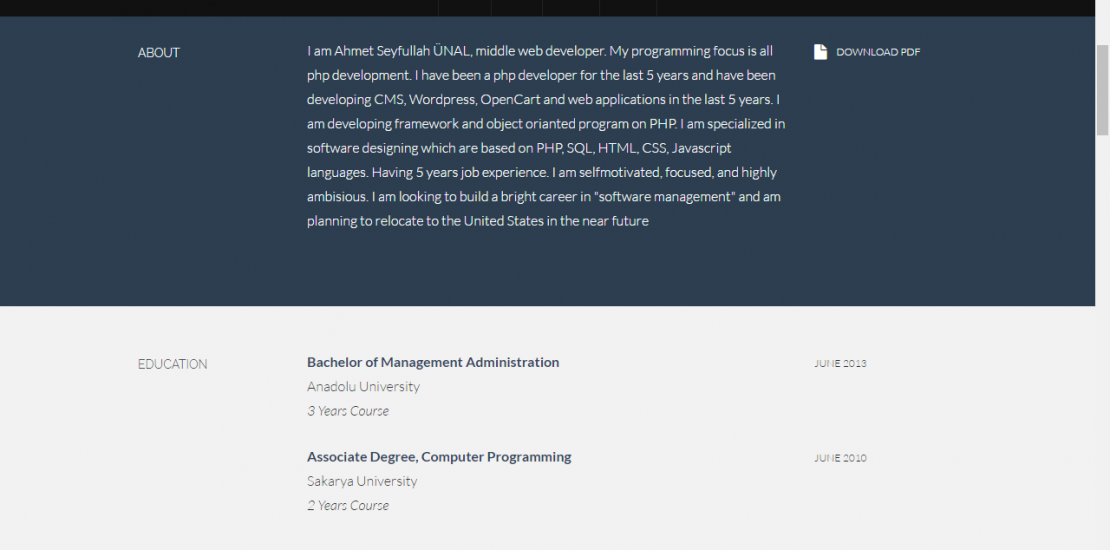 ABOUT
I am Ahmet Seyfullah ÜNAL, middle web developer. My programming focus is all
php development. I have been a php developer for the last 5 years and have been
developing CMS, Wordpress, OpenCart and web applications in the last 5 years. I
am developing framework and object orianted program on PHP. I am specialized in
software designing which are based on PHP, SQL, HTML, CSS, Javascript
languages. Having 5 years job experience. I am selfmotivated, focused, and highly
ambisious. I am looking to build a bright career in "software management" and am
planning to relocate to the United States in the near future
DOWNLOAD PDF
EDUCATION
Bachelor of Management Administration
JUNE 2013
Anadolu University
3 Years Course
Associate Degree, Computer Programming
JUNE 2010
Sakarya University
2 Years Course